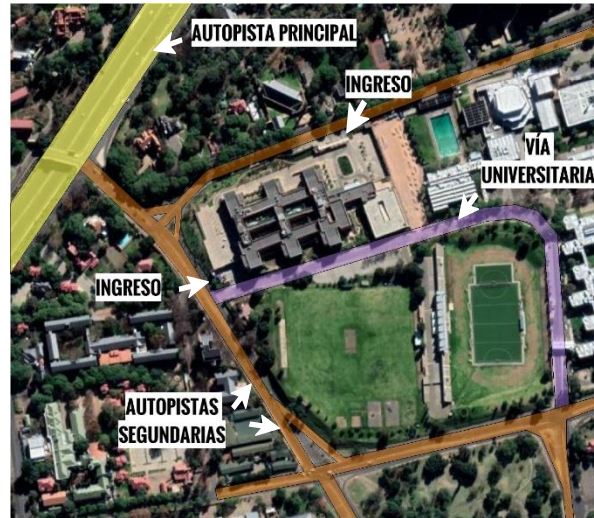 AUTOPISTA PRINCIPAL
INGRESO
VÍA
UNIVERSITARIA
INGRESO
AUTOPISTAS
SEGUNDARIAS